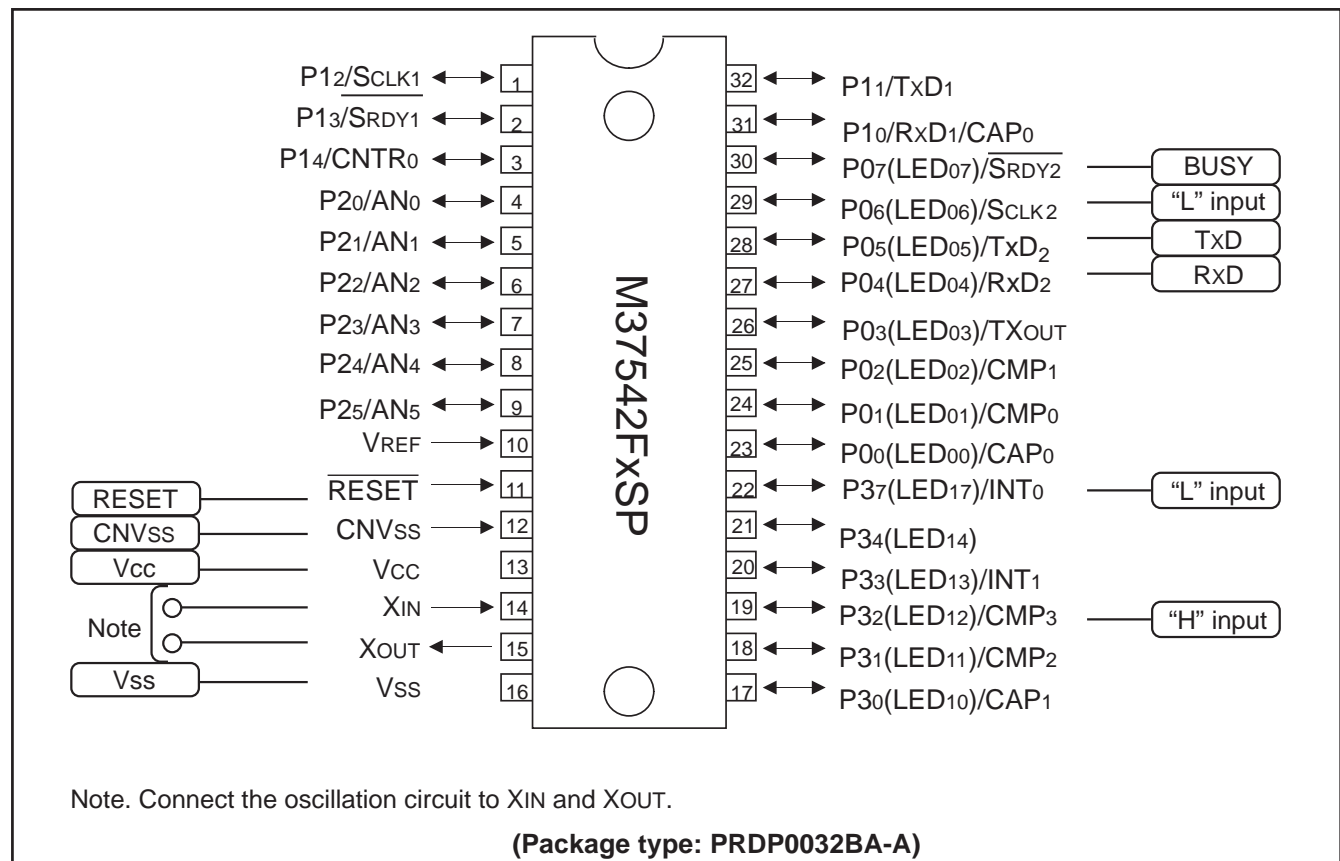 P12/SCLK1 1
P13/SRDY1 2
P14/CNTR0 3
P20/AN0 4
P21/AN1 5
P22/AN2 6
P23/AN3 7
P24/AN4 8
P25/AN5 9
VREF 10
RESET RESET 11
CNVSS CNVSS 12
VCC VCC 13
Note XIN 14
XOUT 15
VSS VSS 16
M37542FxSP
32 P11/TXD1
31 P10/RXD1/CAP0
30 P07(LED07)/SRDY2 BUSY
29 P06(LED06)/SCLK2 “L” input
28 P05(LED05)/TxD2 TXD
27 P04(LED04)/RxD2 RXD
26 P03(LED03)/TXOUT
25 P02(LED02)/CMP1
24 P01(LED01)/CMP0
23 P00(LED00)/CAP0
22 P37(LED17)/INT0 “L” input
21 P34(LED14)
20 P33(LED13)/INT1
19 P32(LED12)/CMP3 “H” input
18 P31(LED11)/CMP2
17 P30(LED10)/CAP1
Note. Connect the oscillation circuit to XIN and XOUT.
(Package type: PRDP0032BA-A)